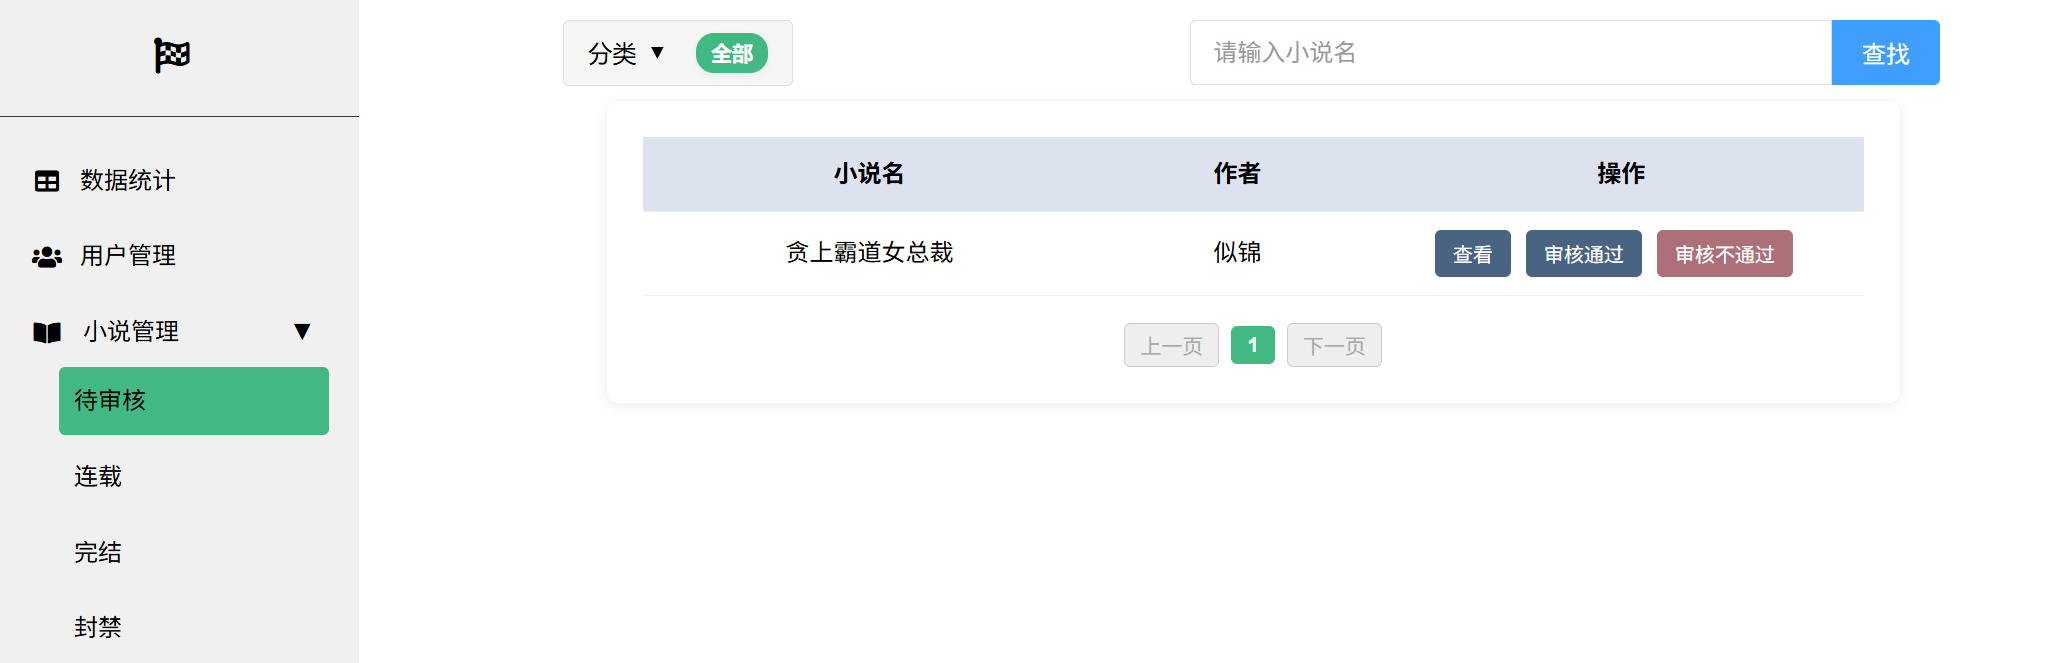 数据统计
用户管理
小说管理 ▼
待审核
连载
完结
封禁
分类 ▼ 全部
请输入小说名 查找
小说名 作者 操作
贪上霸道女总裁 似锦 查看 审核通过 审核不通过
上一页 1 下一页